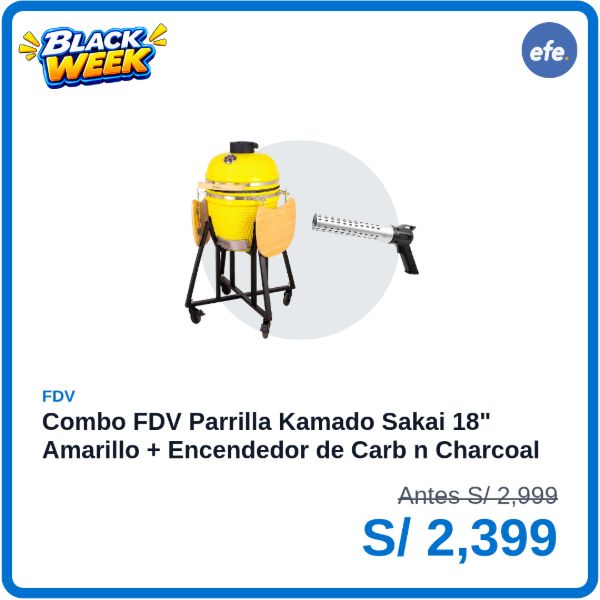 BLACK
WEEK
efe.
FDV
Combo FDV Parrilla Kamado Sakai 18"
Amarillo + Encendedor de Carb n Charcoal
Antes S/ 2,999
S/ 2,399